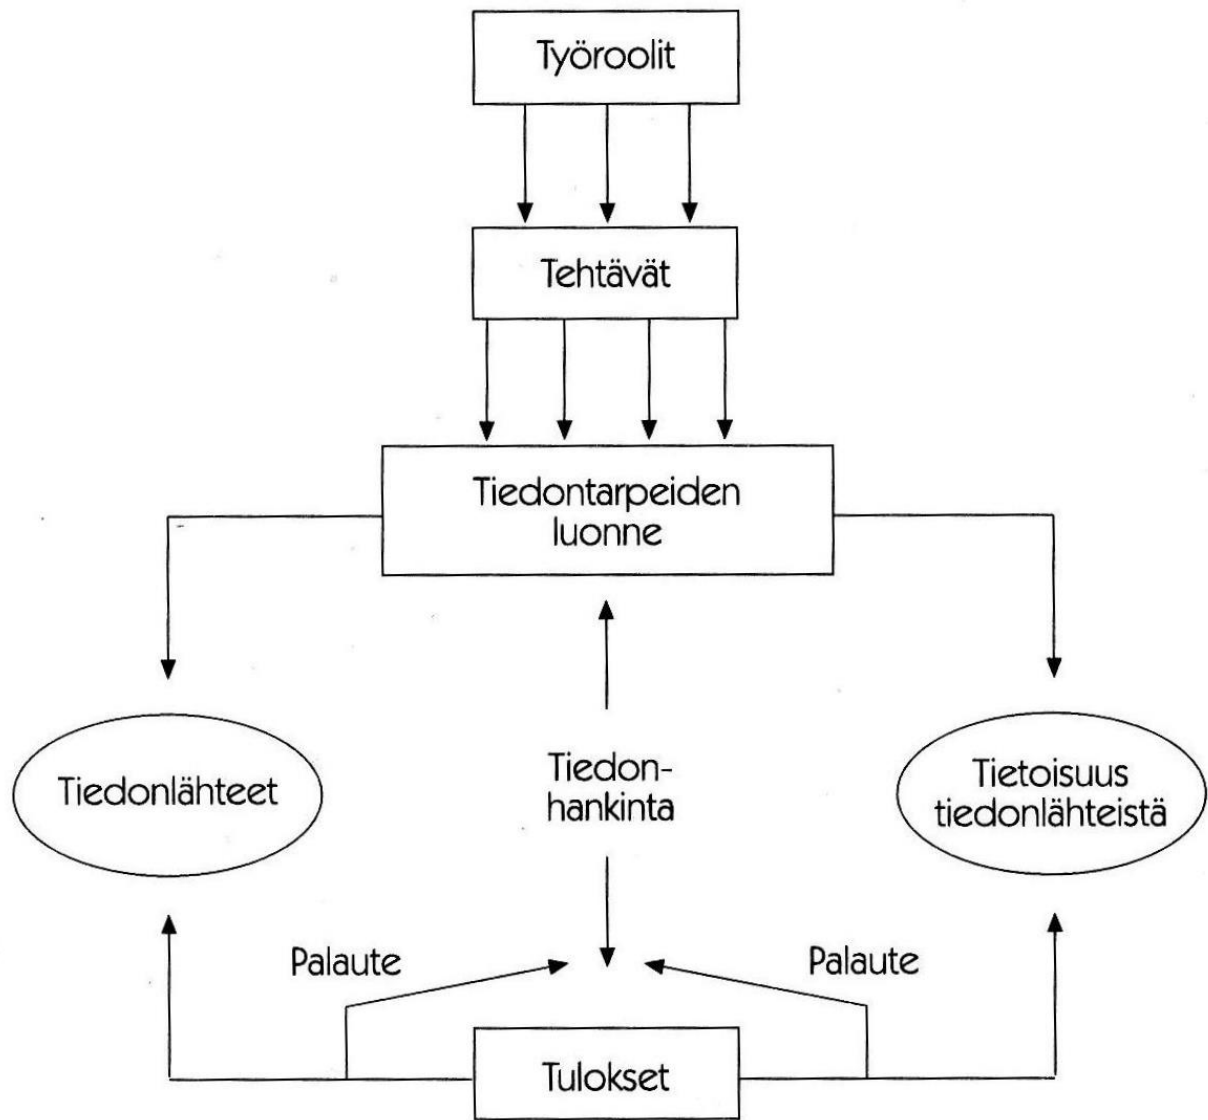 Työroolit
Tehtävät
Tiedontarpeiden
luonne
Tiedonlähteet
Tiedon-
hankinta
Tietoisuus
tiedonlähteistä
Palaute
Palaute
Tulokset